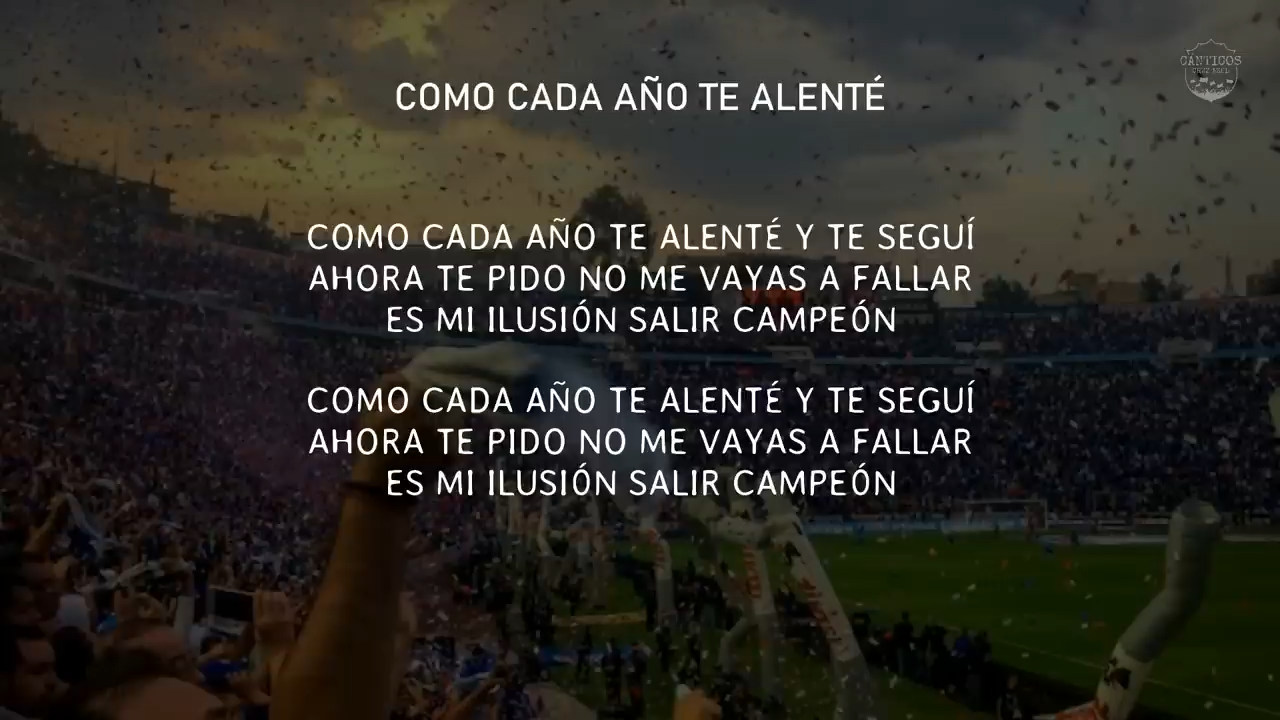 CÁNTICOS
CRUZ AZUL
COMO CADA AÑO TE ALENTÉ
COMO CADA AÑO TE ALENTÉ Y TE SEGUÍ
AHORA TE PIDO NO ME VAYAS A FALLAR
ES MI ILUSIÓN SALIR CAMPEÓN
COMO CADA AÑO TE ALENTÉ Y TE SEGUÍ
AHORA TE PIDO NO ME VAYAS A FALLAR
ES MI ILUSIÓN SALIR CAMPEÓN